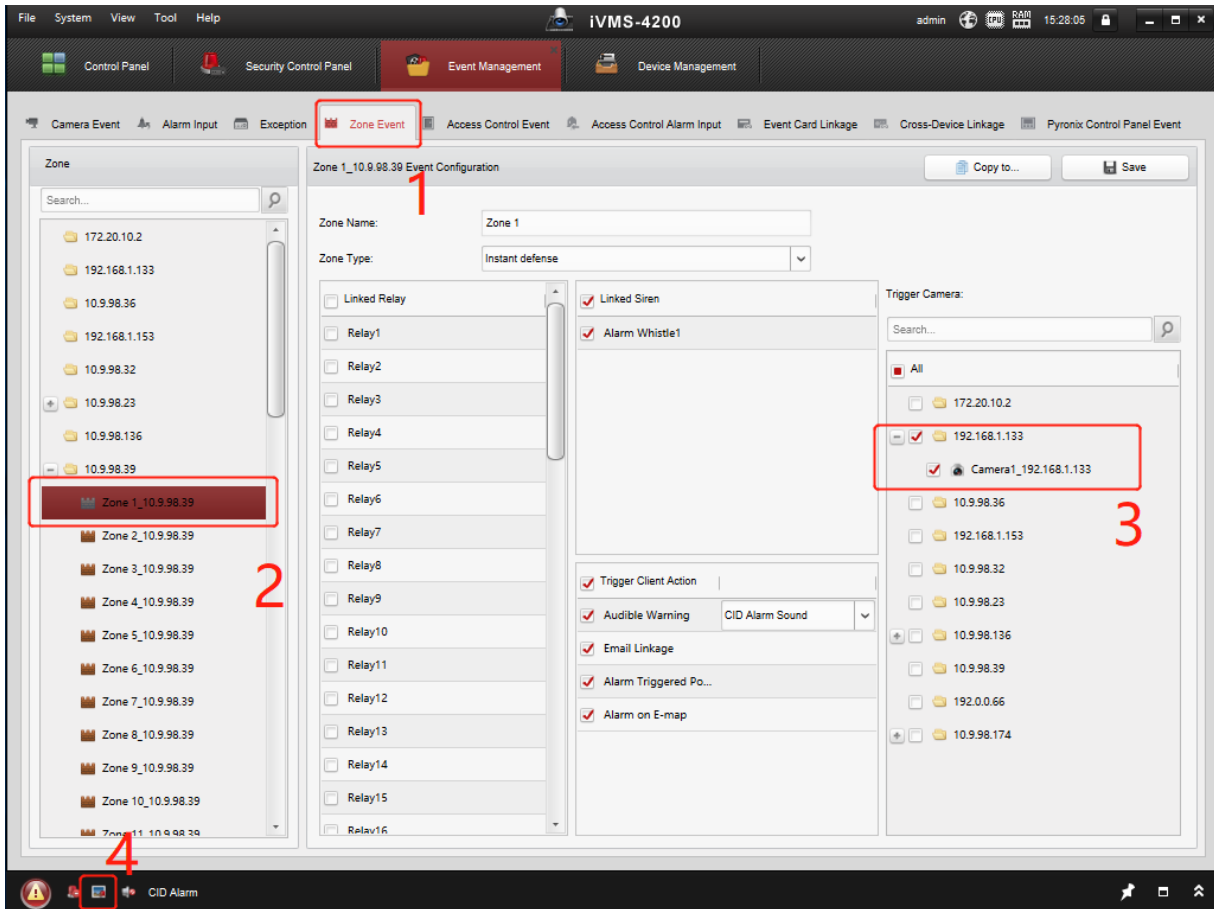 File System View Tool Help iVMS-4200 admin CPU RAM 15:28:05
Control Panel Security Control Panel Event Management Device Management
Camera Event Alarm Input Exception Zone Event Access Control Event Access Control Alarm Input Event Card Linkage Cross-Device Linkage Pyronix Control Panel Event
1
Zone
Search...
172.20.10.2
192.168.1.133
10.9.98.36
192.168.1.153
10.9.98.32
10.9.98.23
10.9.98.136
10.9.98.39
Zone 1_10.9.98.39
Zone 2_10.9.98.39
Zone 3_10.9.98.39
Zone 4_10.9.98.39
Zone 5_10.9.98.39
Zone 6_10.9.98.39
Zone 7_10.9.98.39
Zone 8_10.9.98.39
Zone 9_10.9.98.39
Zone 10_10.9.98.39
Zone 11_10.9.98.39
2
Zone 1_10.9.98.39 Event Configuration Copy to... Save
Zone Name: Zone 1
Zone Type: Instant defense
Linked Relay
Relay1
Relay2
Relay3
Relay4
Relay5
Relay6
Relay7
Relay8
Relay9
Relay10
Relay11
Relay12
Relay13
Relay14
Relay15
Relay16
Linked Siren
Alarm Whistle1
Trigger Client Action
Audible Warning CID Alarm Sound
Email Linkage
Alarm Triggered Po...
Alarm on E-map
Trigger Camera:
Search...
All
172.20.10.2
192.168.1.133
Camera1_192.168.1.133
10.9.98.36
192.168.1.153
10.9.98.32
10.9.98.23
10.9.98.136
10.9.98.39
192.0.0.66
10.9.98.174
3
4
CID Alarm